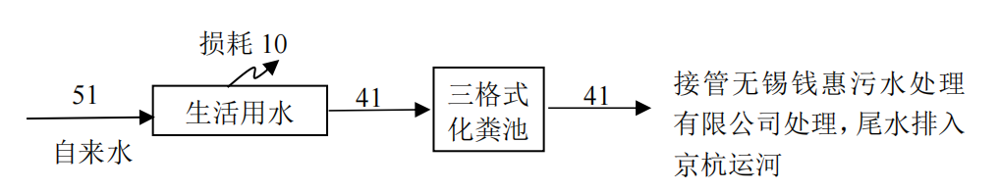 损耗 10
51
自来水
生活用水
41
三格式
化粪池
41
接管无锡钱惠污水处理
有限公司处理，尾水排入
京杭运河